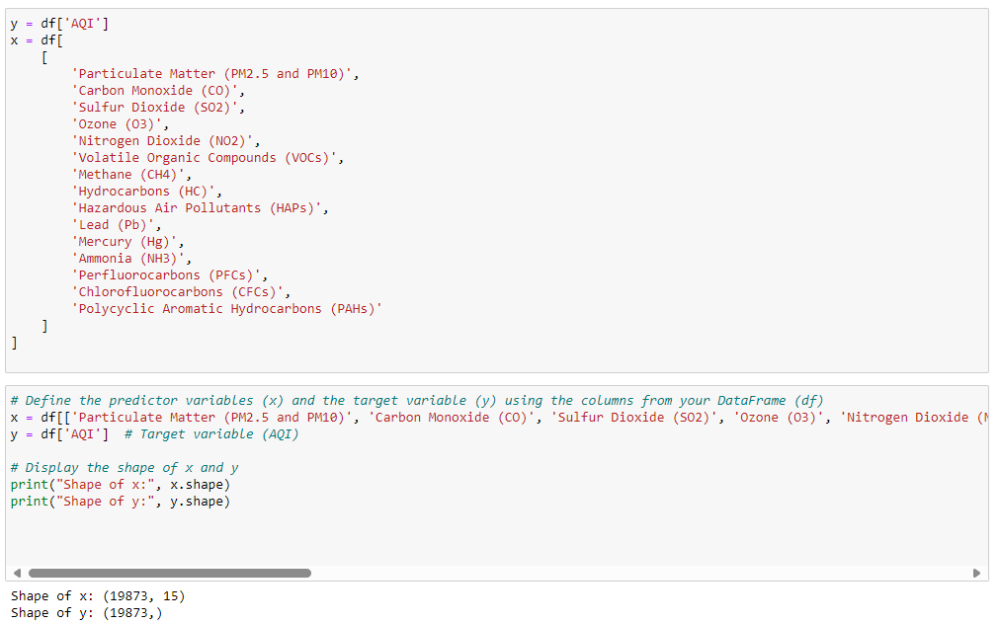 y = df['AQI']
x = df[
    [
        'Particulate Matter (PM2.5 and PM10)',
        'Carbon Monoxide (CO)',
        'Sulfur Dioxide (SO2)',
        'Ozone (O3)',
        'Nitrogen Dioxide (NO2)',
        'Volatile Organic Compounds (VOCs)',
        'Methane (CH4)',
        'Hydrocarbons (HC)',
        'Hazardous Air Pollutants (HAPs)',
        'Lead (Pb)',
        'Mercury (Hg)',
        'Ammonia (NH3)',
        'Perfluorocarbons (PFCs)',
        'Chlorofluorocarbons (CFCs)',
        'Polycyclic Aromatic Hydrocarbons (PAHs)'
    ]
]
# Define the predictor variables (x) and the target variable (y) using the columns from your DataFrame (df)
x = df[['Particulate Matter (PM2.5 and PM10)', 'Carbon Monoxide (CO)', 'Sulfur Dioxide (SO2)', 'Ozone (O3)', 'Nitrogen Dioxide (
y = df['AQI']  # Target variable (AQI)
# Display the shape of x and y
print("Shape of x:", x.shape)
print("Shape of y:", y.shape)
Shape of x: (19873, 15)
Shape of y: (19873,)